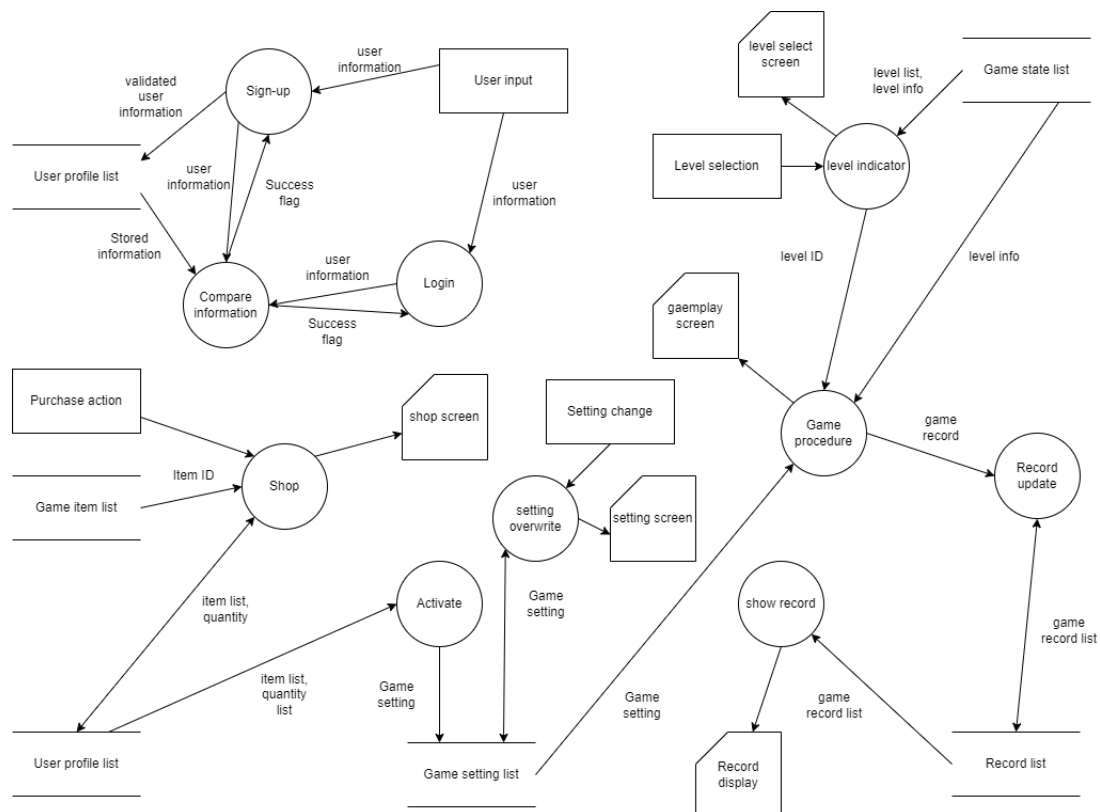 user
information
validated
user
information
Sign-up
User input
User profile list
user
information
Success
flag
user
information
Stored
information
Compare
information
user
information
Login
Success
flag
level select
screen
level list,
level info
Game state list
Level selection
level indicator
level ID
level info
gaemplay
screen
Game
procedure
game
record
Record
update
Purchase action
shop screen
Item ID
Shop
Game item list
item list,
quantity
Setting change
setting
overwrite
setting screen
Game
setting
Activate
item list,
quantity
list
Game
setting
User profile list
Game setting list
Game
setting
show record
game
record list
game
record list
Record
display
Record list